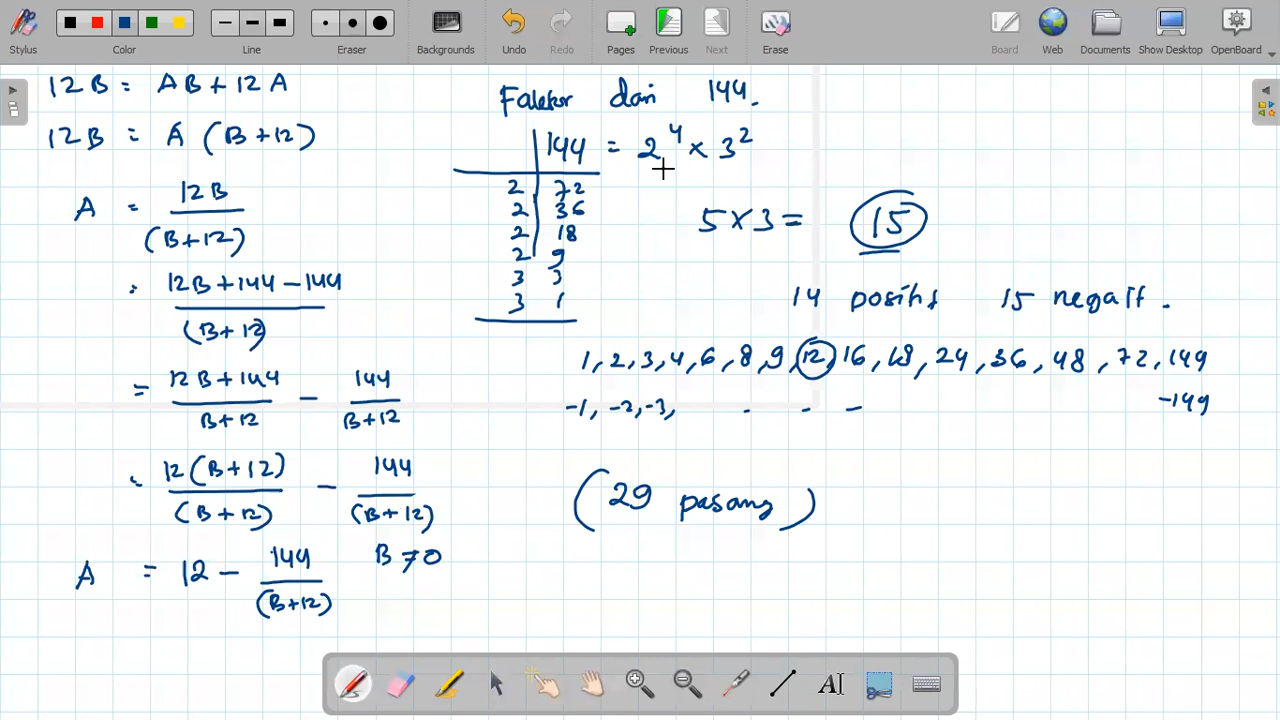 Stylus Color Line Eraser Backgrounds Undo Redo Pages Previous Next Erase Board Web Documents Show Desktop OpenBoard
12B = AB + 12A
12B = A (B+12)
A = 12B / (B+12)
= 12B + 144 - 144 / (B+12)
= 12B + 144 / B+12 - 144 / B+12
= 12(B+12) / (B+12) - 144 / (B+12)
A = 12 - 144 / (B+12) B ≠ 0
Faktor dari 144.
144 = 2^4 × 3^2
2 72
2 36
2 18
2 9
3 3
3 1
5 × 3 = 15
14 positif 15 negatif.
1, 2, 3, 4, 6, 8, 9, 12, 16, 18, 24, 36, 48, 72, 144
-1, -2, -3, . - - -144
(29 pasang)